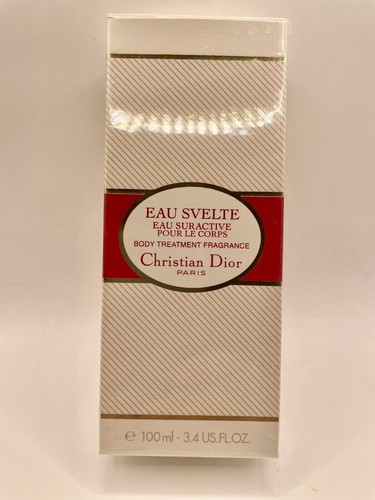 EAU SVELTE
EAU SURACTIVE
POUR LE CORPS
BODY TREATMENT FRAGRANCE
Christian Dior
PARIS
℮ 100 ml - 3.4 US.FL.OZ.